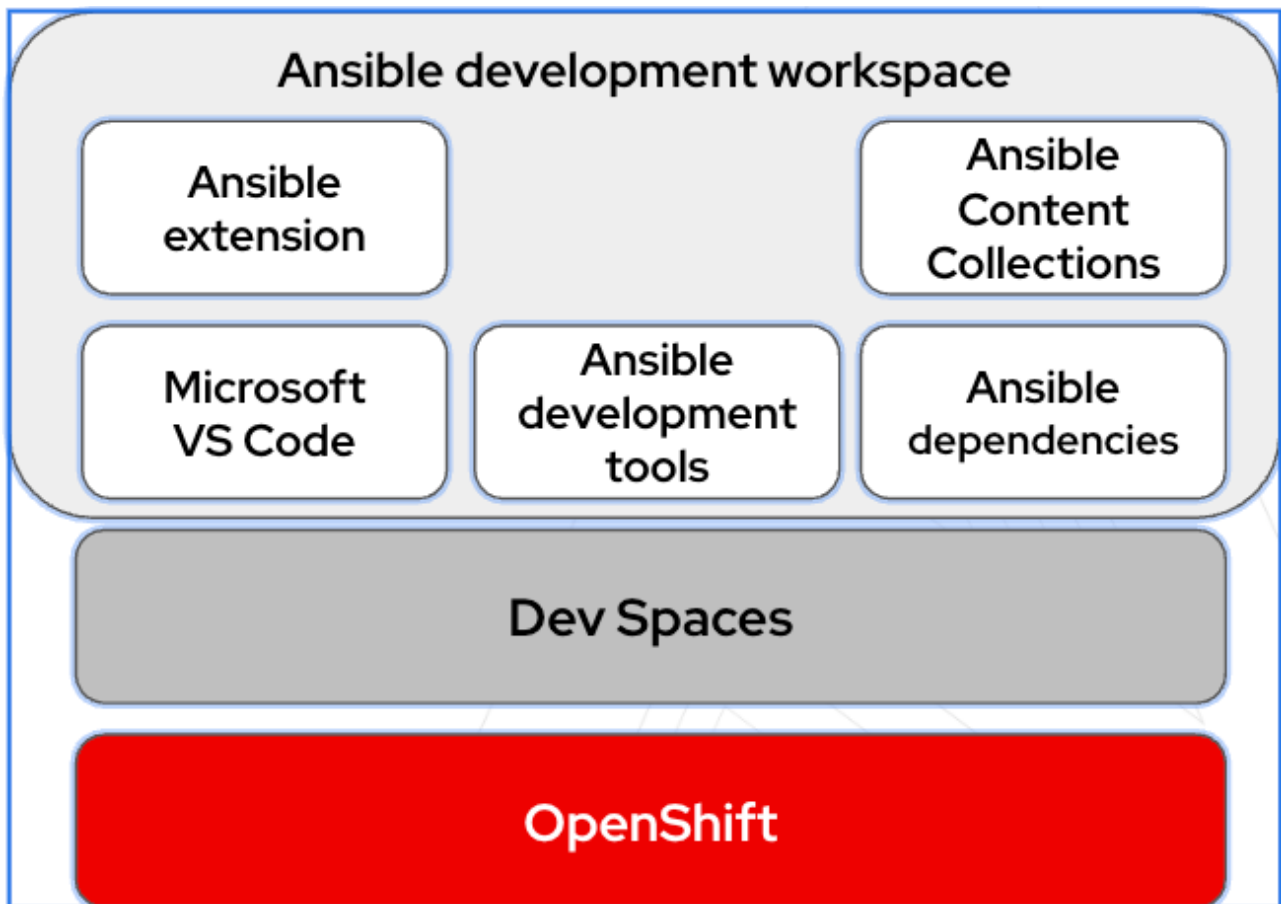 Ansible development workspace
Ansible
extension
Ansible
Content
Collections
Microsoft
VS Code
Ansible
development
tools
Ansible
dependencies
Dev Spaces
OpenShift